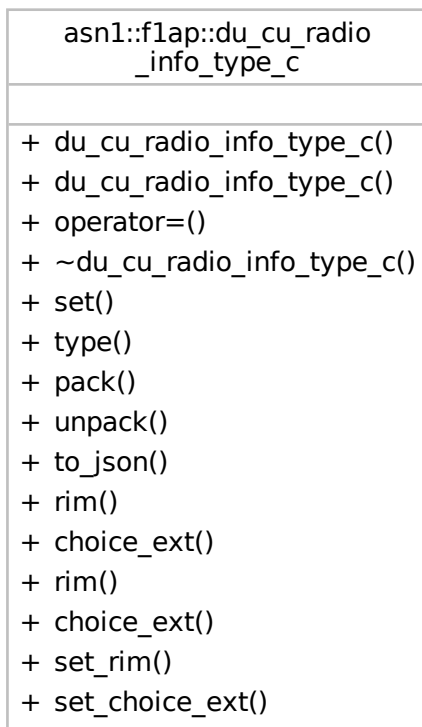 asn1::f1ap::du_cu_radio
_info_type_c
+ du_cu_radio_info_type_c()
+ du_cu_radio_info_type_c()
+ operator=()
+ ~du_cu_radio_info_type_c()
+ set()
+ type()
+ pack()
+ unpack()
+ to_json()
+ rim()
+ choice_ext()
+ rim()
+ choice_ext()
+ set_rim()
+ set_choice_ext()